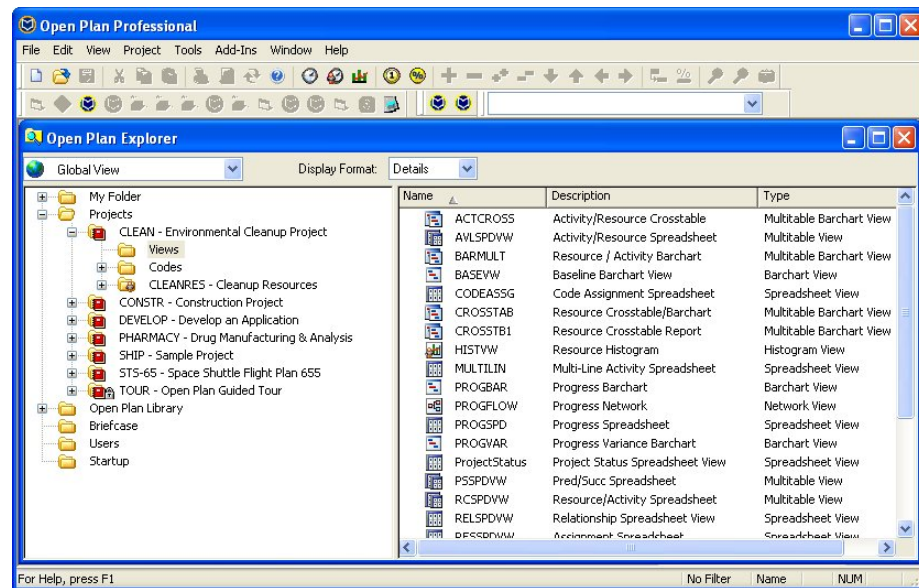 Open Plan Professional
File Edit View Project Tools Add-Ins Window Help
Open Plan Explorer
Global View Display Format: Details
My Folder
Projects
CLEAN - Environmental Cleanup Project
Views
Codes
CLEANRES - Cleanup Resources
CONSTR - Construction Project
DEVELOP - Develop an Application
PHARMACY - Drug Manufacturing & Analysis
SHIP - Sample Project
STS-65 - Space Shuttle Flight Plan 655
TOUR - Open Plan Guided Tour
Open Plan Library
Briefcase
Users
Startup
Name Description Type
ACTCROSS Activity/Resource Crosstable Multitable Barchart View
AVLSPDVW Activity/Resource Spreadsheet Multitable View
BARMULT Resource / Activity Barchart Multitable Barchart View
BASEVW Baseline Barchart View Barchart View
CODEASSG Code Assignment Spreadsheet Spreadsheet View
CROSSTAB Resource Crosstable/Barchart Multitable Barchart View
CROSSTB1 Resource Crosstable Report Multitable Barchart View
HISTVW Resource Histogram Histogram View
MULTILIN Multi-Line Activity Spreadsheet Spreadsheet View
PROGBAR Progress Barchart Barchart View
PROGFLOW Progress Network Network View
PROGSPD Progress Spreadsheet Spreadsheet View
PROGVAR Progress Variance Barchart Barchart View
ProjectStatus Project Status Spreadsheet View Spreadsheet View
PSSPDVW Pred/Succ Spreadsheet Multitable View
RCSPDVW Resource/Activity Spreadsheet Multitable View
RELSPDVW Relationship Spreadsheet View Spreadsheet View
RESSPDVW Assignment Spreadsheet Spreadsheet View
For Help, press F1 No Filter Name NUM